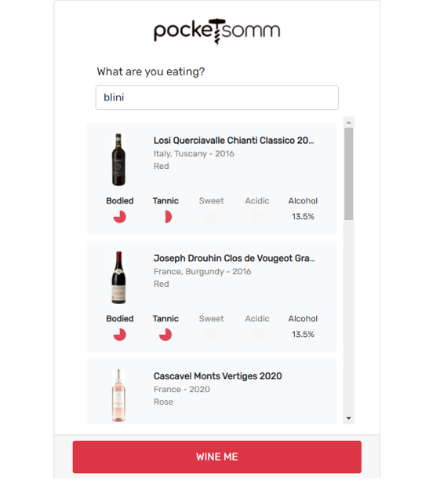 pocketsomm
What are you eating?
blini
Losi Querciavalle Chianti Classico 20...
Italy, Tuscany - 2016
Red
Bodied Tannic Sweet Acidic Alcohol
13.5%
Joseph Drouhin Clos de Vougeot Gra...
France, Burgundy - 2016
Red
Bodied Tannic Sweet Acidic Alcohol
13.5%
Cascavel Monts Vertiges 2020
France - 2020
Rose
WINE ME